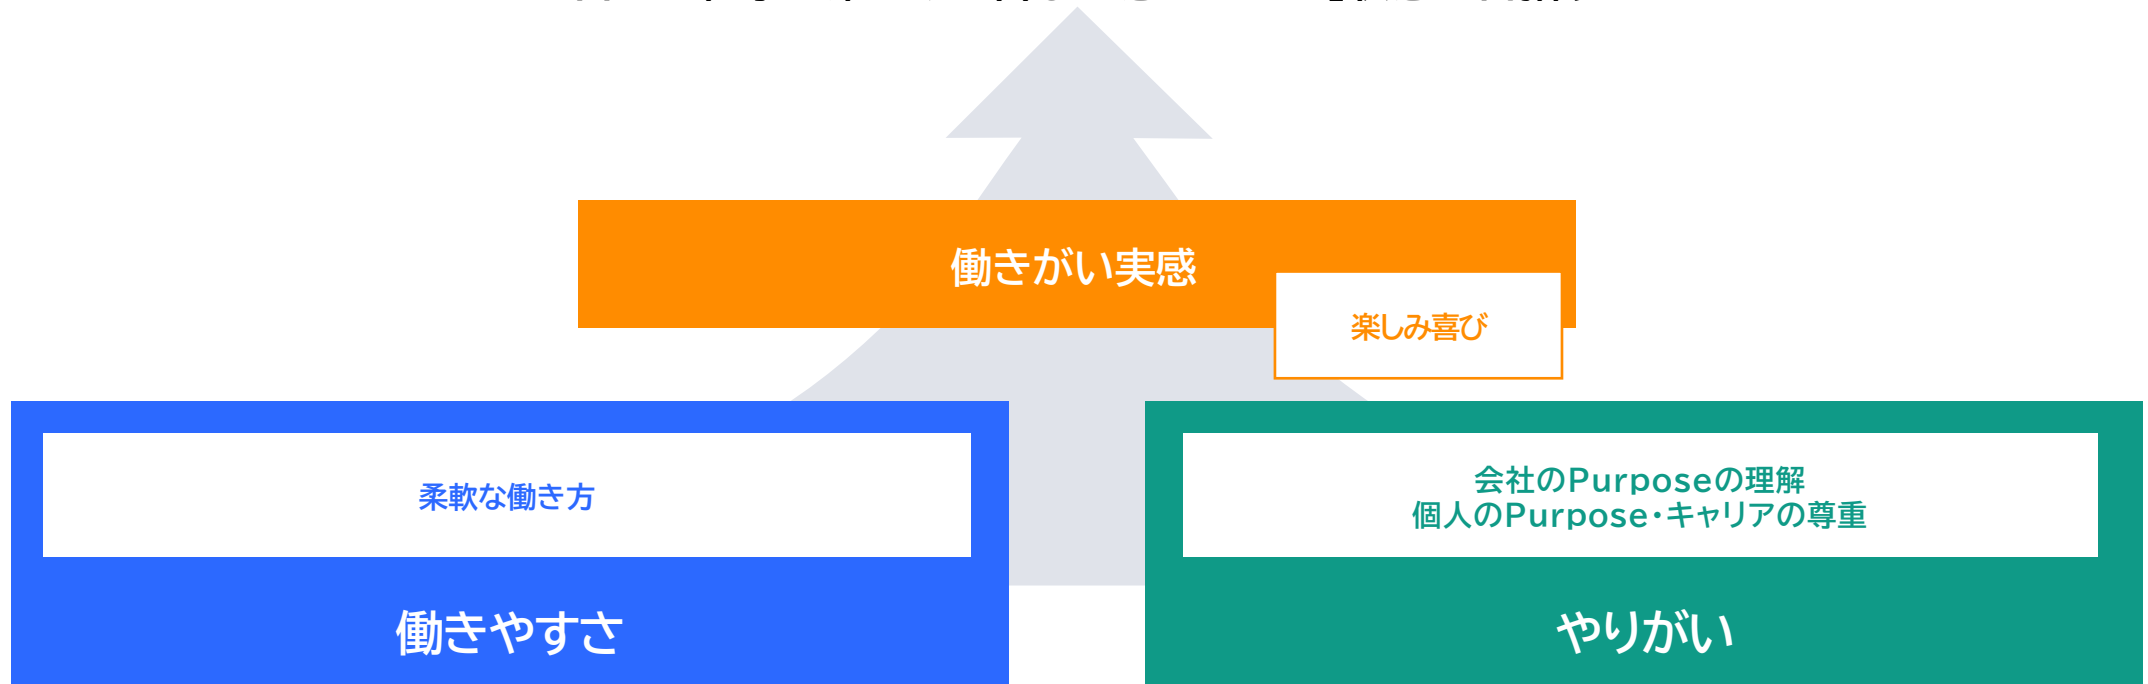 働きがい実感
楽しみ喜び
柔軟な働き方
会社のPurposeの理解
個人のPurpose・キャリアの尊重
働きやすさ
やりがい